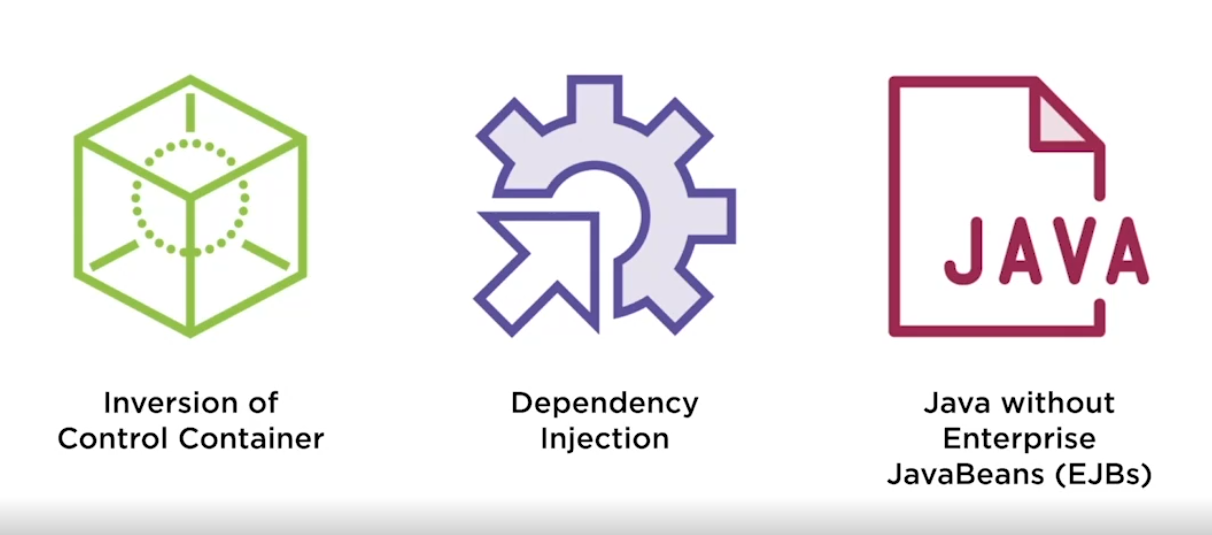 Inversion of
Control Container
Dependency
Injection
JAVA
Java without
Enterprise
JavaBeans (EJBs)